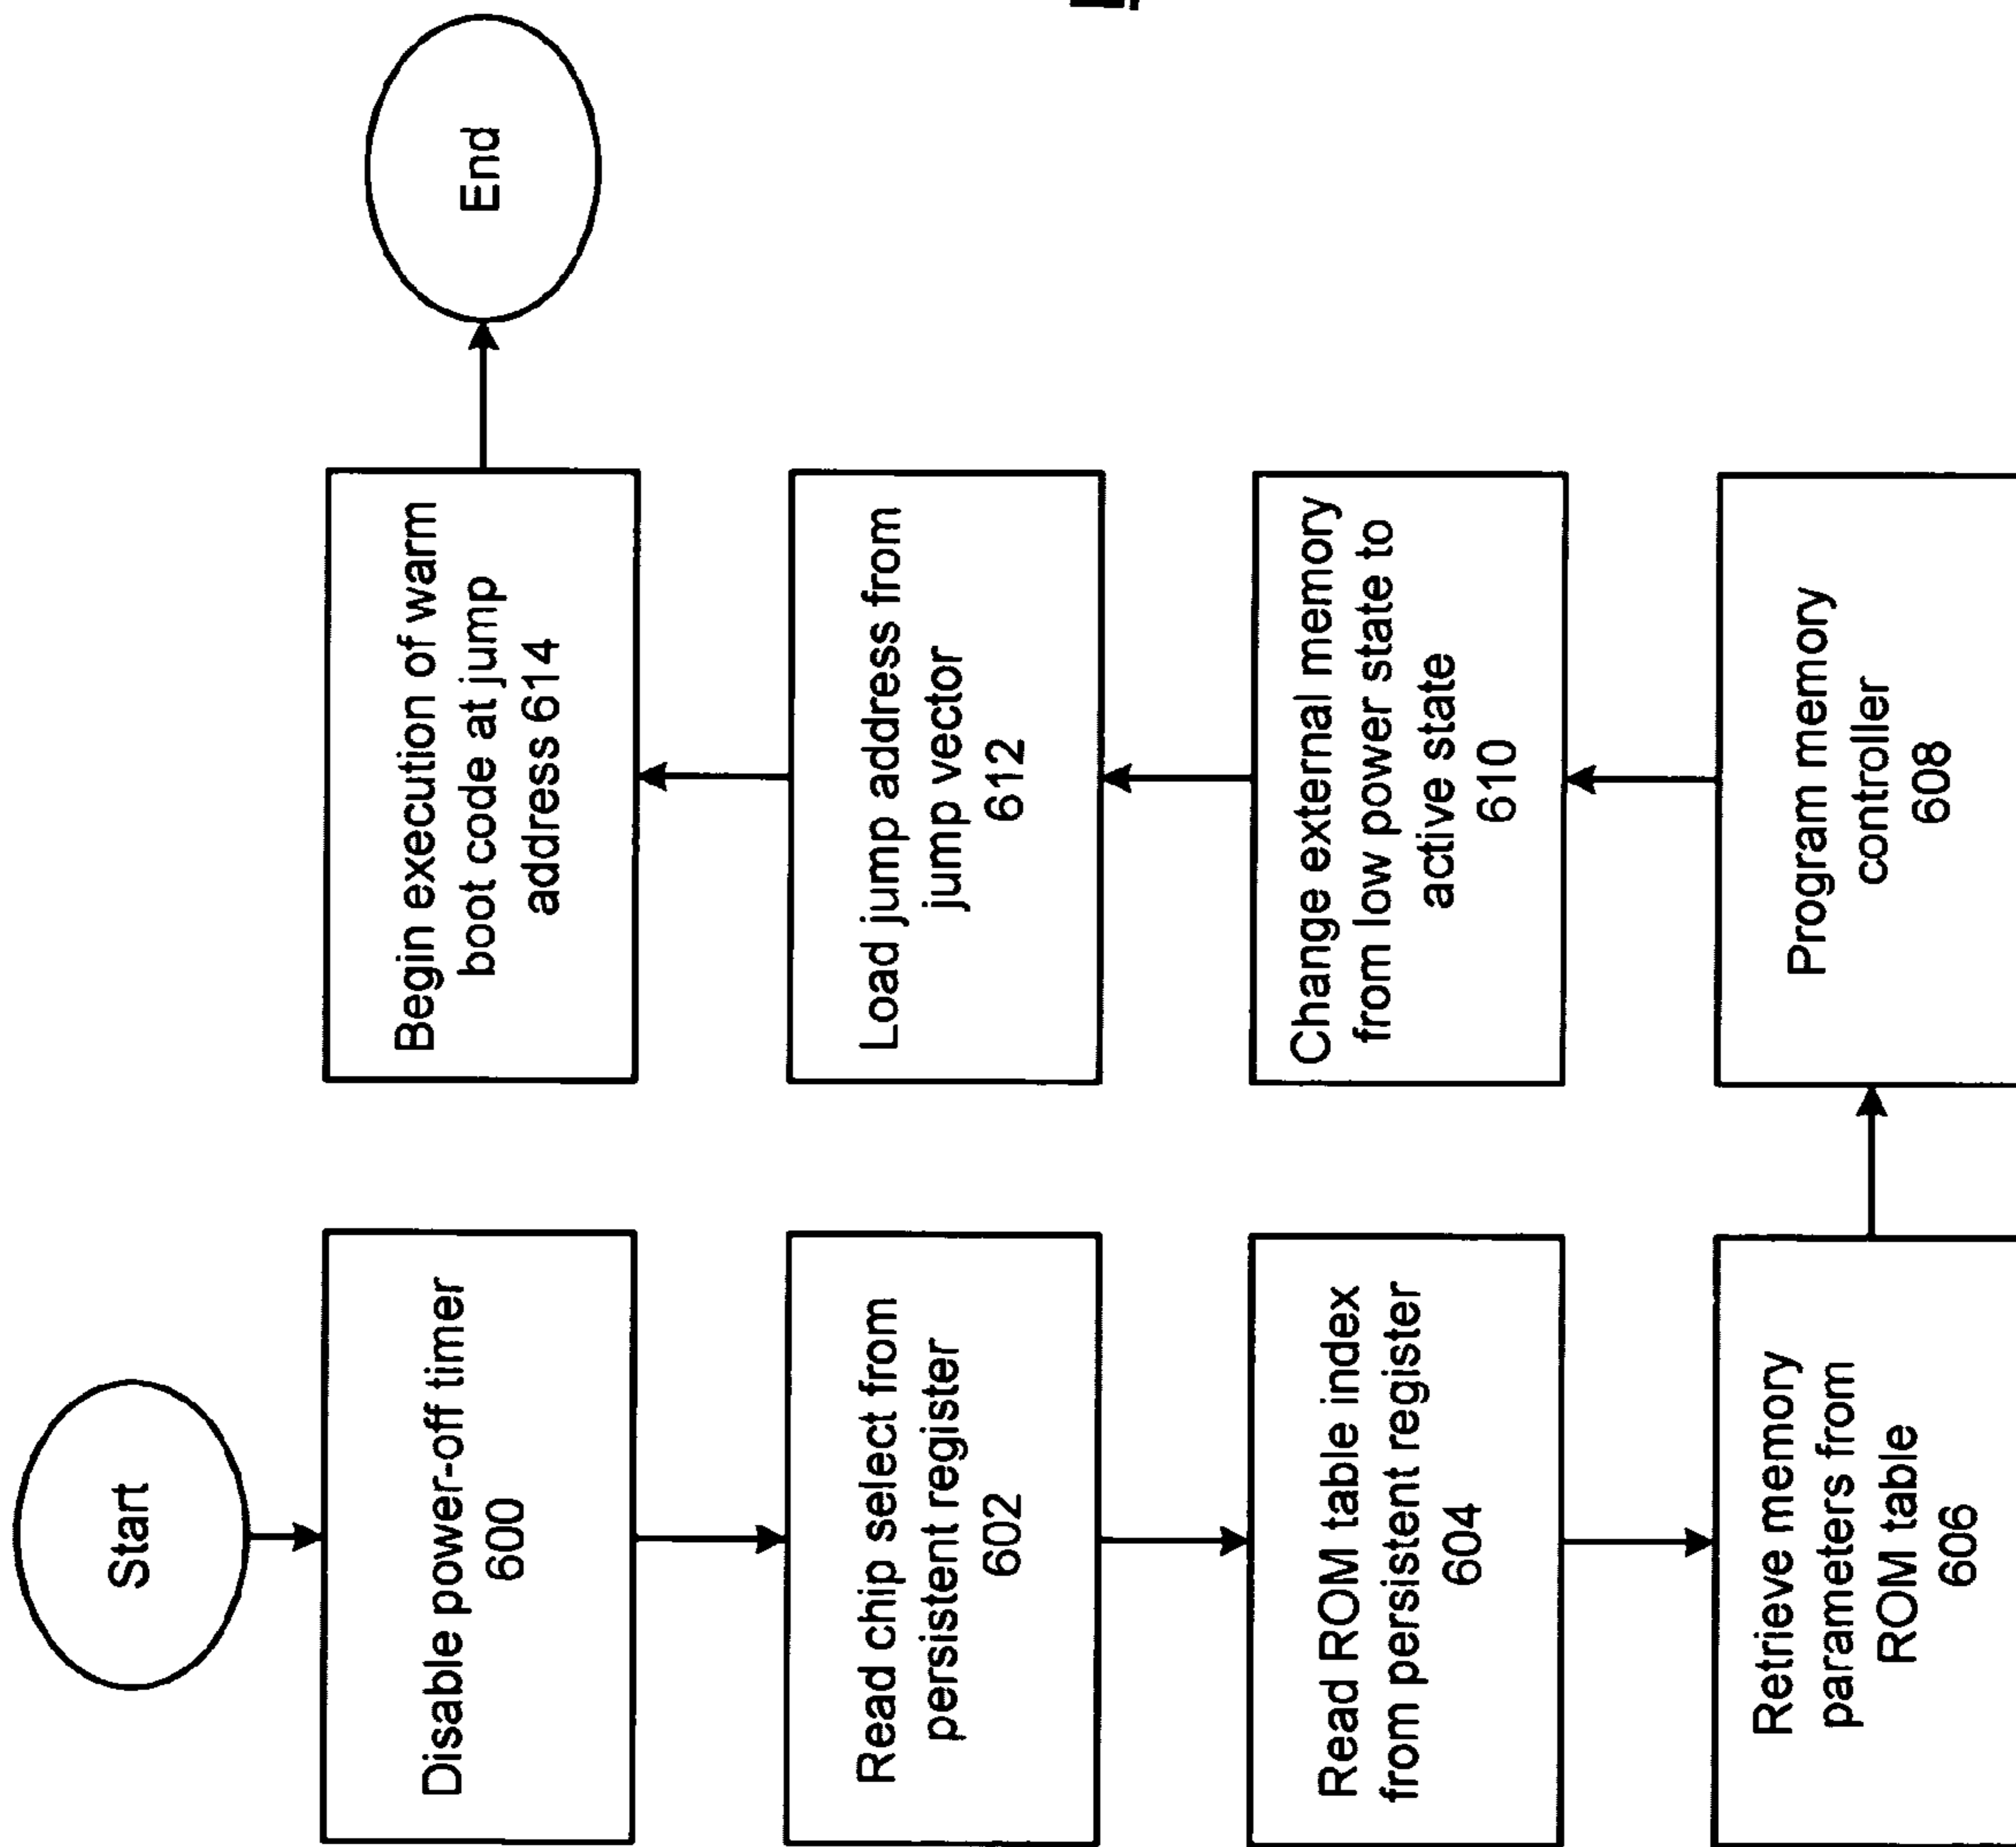 Start
Disable power-off timer
600
Read chip select from
persistent register
602
Read ROM table index
from persistent register
604
Retrieve memory
parameters from
ROM table
606
Program memory
controller
608
Change external memory
from low power state to
active state
610
Load jump address from
jump vector
612
Begin execution of warm
boot code at jump
address 614
End